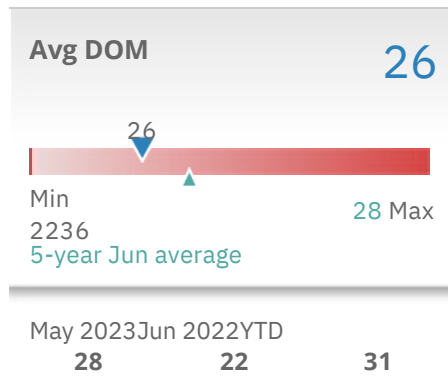 Avg DOM
26
26
Min
28 Max
2236
5-year Jun average
May 2023Jun 2022YTD
28 22 31